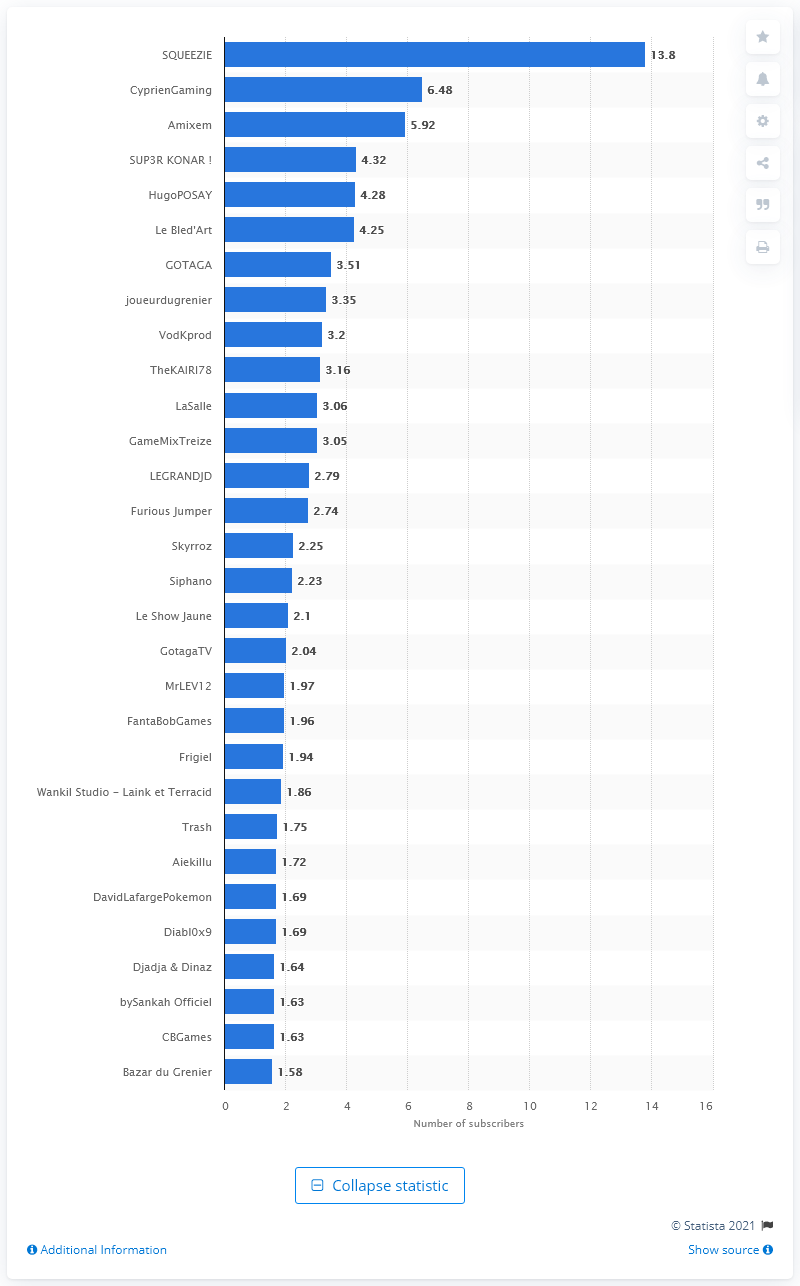 SQUEEZIE 13.8
CyprienGaming 6.48
Amixem 5.92
SUP3R KONAR ! 4.32
HugoPOSAY 4.28
Le Bled'Art 4.25
GOTAGA 3.51
joueurdugrenier 3.35
VodKprod 3.2
TheKAIRI78 3.16
LaSalle 3.06
GameMixTreize 3.05
LEGRANDJD 2.79
Furious Jumper 2.74
Skyrroz 2.25
Siphano 2.23
Le Show Jaune 2.1
GotagaTV 2.04
MrLEV12 1.97
FantaBobGames 1.96
Frigiel 1.94
Wankil Studio – Laink et Terracid 1.86
Trash 1.75
Aiekillu 1.72
DavidLafargePokemon 1.69
Diabl0x9 1.69
Djadja & Dinaz 1.64
bySankah Officiel 1.63
CBGames 1.63
Bazar du Grenier 1.58
0 2 4 6 8 10 12 14 16
Number of subscribers
Collapse statistic
© Statista 2021
Additional Information Show source